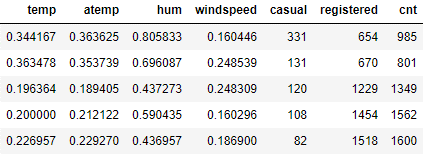 temp atemp hum windspeed casual registered cnt
0.344167 0.363625 0.805833 0.160446 331 654 985
0.363478 0.353739 0.696087 0.248539 131 670 801
0.196364 0.189405 0.437273 0.248309 120 1229 1349
0.200000 0.212122 0.590435 0.160296 108 1454 1562
0.226957 0.229270 0.436957 0.186900 82 1518 1600